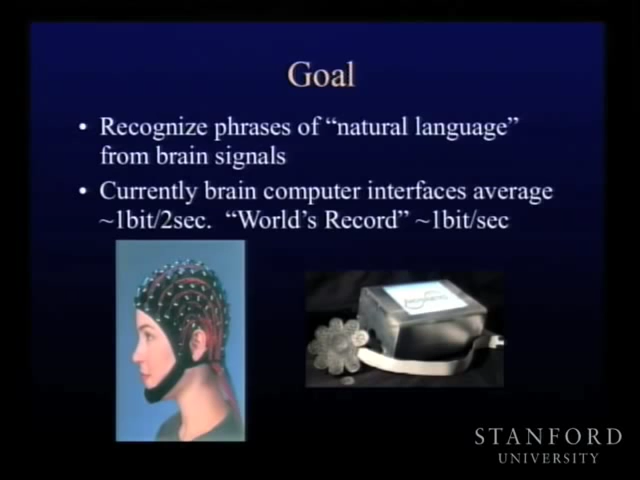 Goal
• Recognize phrases of “natural language”
from brain signals
• Currently brain computer interfaces average
~1bit/2sec. “World’s Record” ~1bit/sec
STANFORD
UNIVERSITY